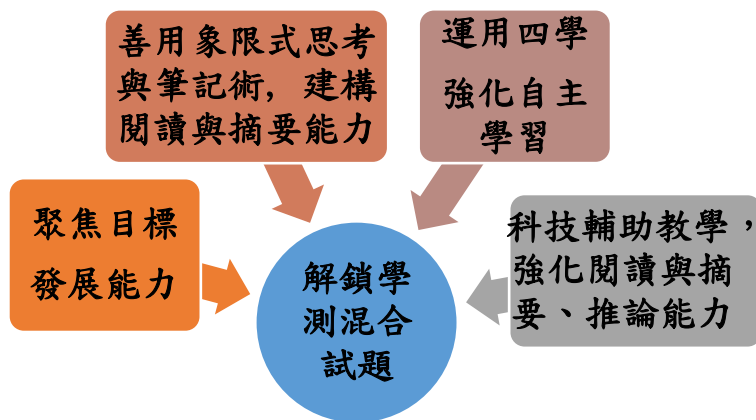 善用象限式思考
與筆記術，建構
閱讀與摘要能力
運用四學
強化自主
學習
聚焦目標
發展能力
科技輔助教學，
強化閱讀與摘
要、推論能力
解鎖學
測混合
試題